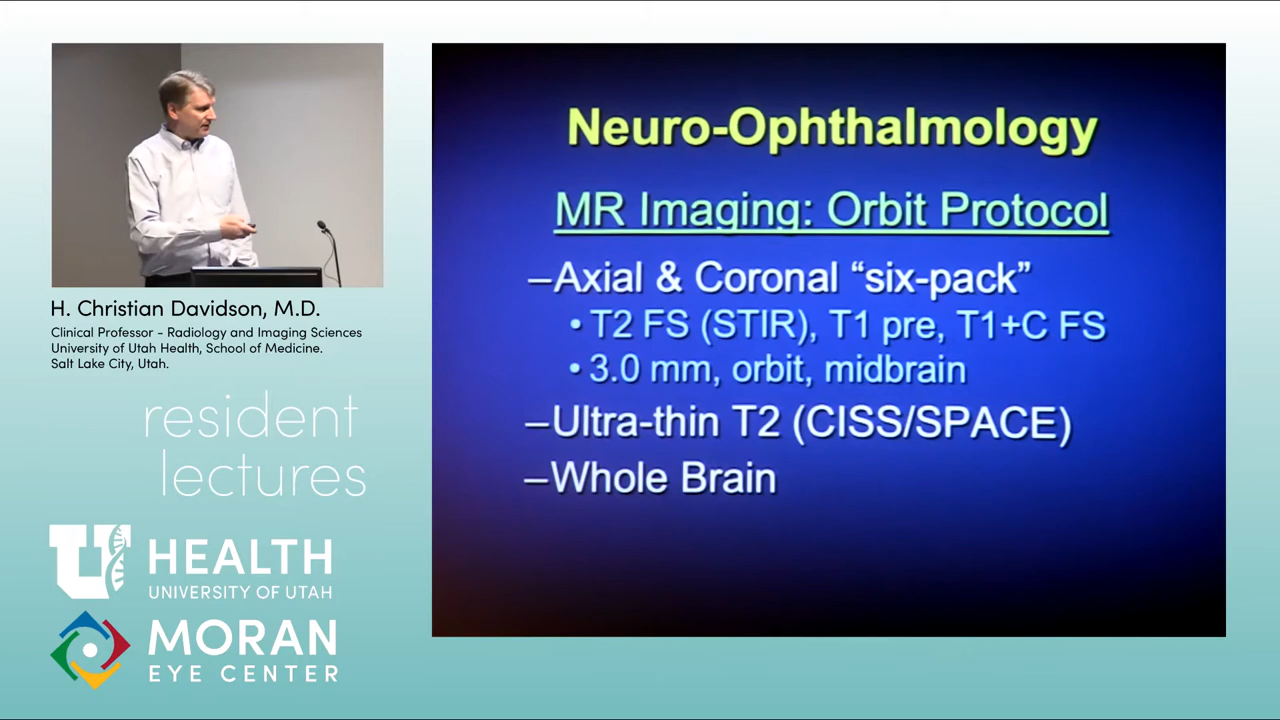 Neuro-Ophthalmology
MR Imaging: Orbit Protocol
–Axial & Coronal “six-pack”
• T2 FS (STIR), T1 pre, T1+C FS
• 3.0 mm, orbit, midbrain
–Ultra-thin T2 (CISS/SPACE)
–Whole Brain
H. Christian Davidson, M.D.
Clinical Professor - Radiology and Imaging Sciences
University of Utah Health, School of Medicine.
Salt Lake City, Utah.
resident
lectures
U HEALTH
UNIVERSITY OF UTAH
MORAN
EYE CENTER